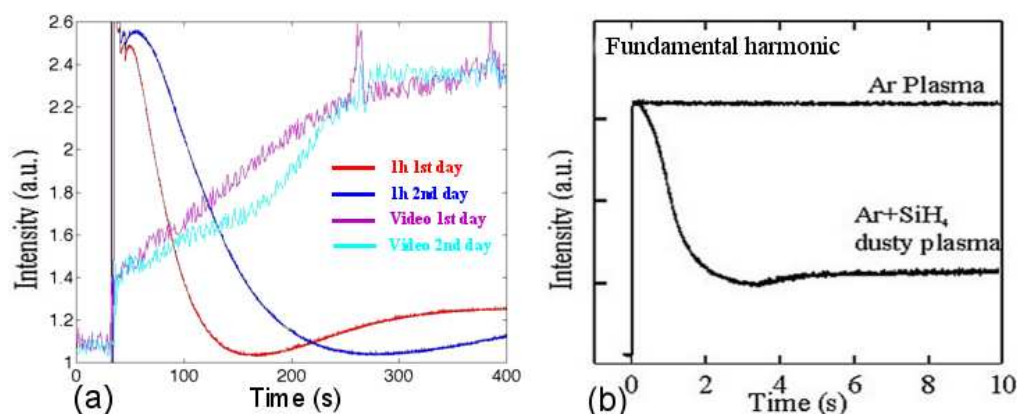 2.6
2.4
2.2
2
1.8
1.6
1.4
1.2
1
Intensity (a.u.)
1h 1st day
1h 2nd day
Video 1st day
Video 2nd day
0
100
200
300
400
(a)
Time (s)
Fundamental harmonic
Ar Plasma
Ar+SiH₄
dusty plasma
Intensity (a.u.)
0
2
4
6
8
10
(b)
Time (s)